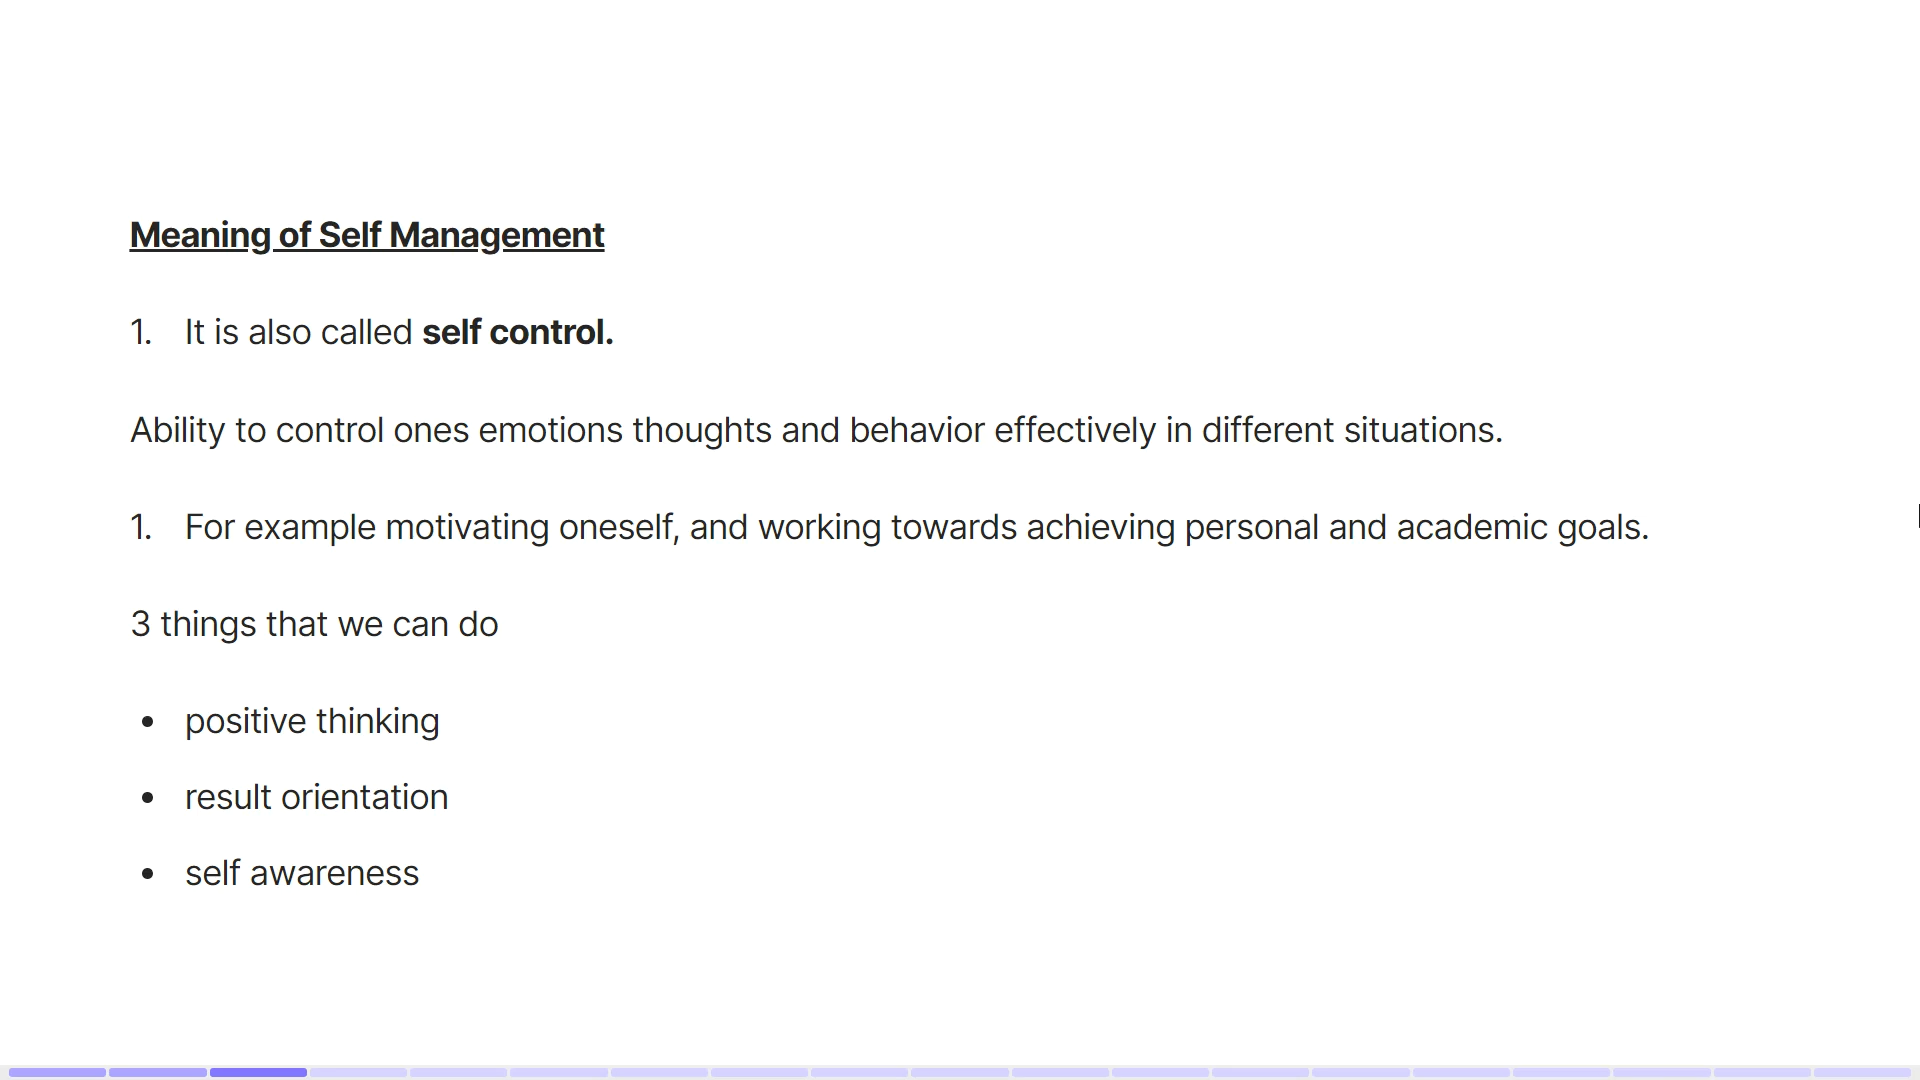 Meaning of Self Management
1. It is also called self control.
Ability to control ones emotions thoughts and behavior effectively in different situations.
1. For example motivating oneself, and working towards achieving personal and academic goals.
3 things that we can do
• positive thinking
• result orientation
• self awareness